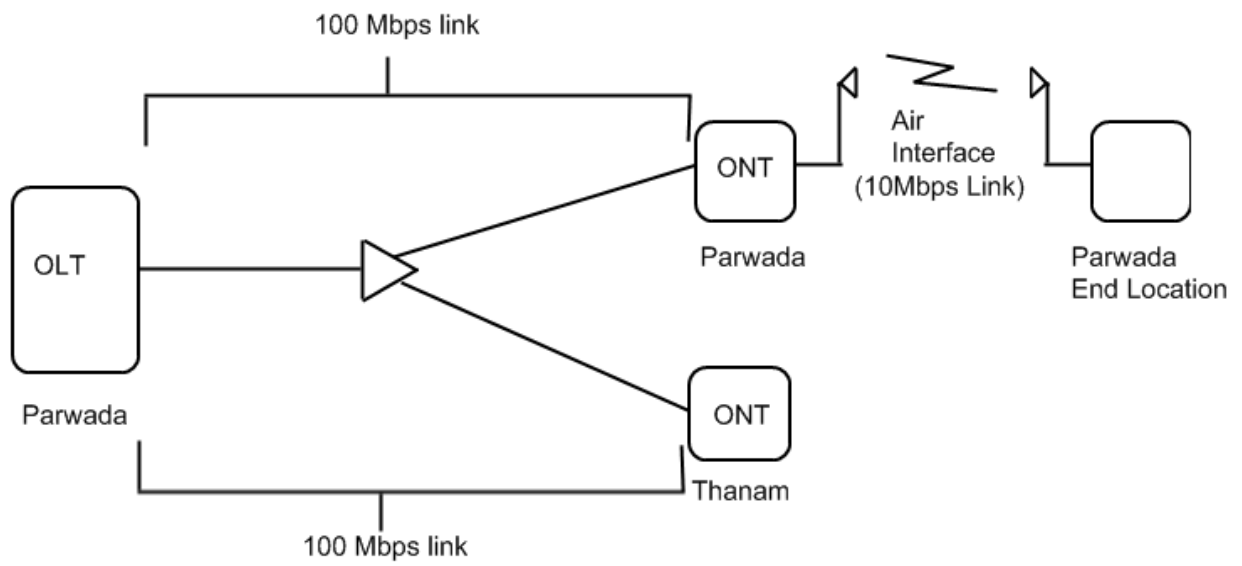 100 Mbps link
Air
Interface
(10Mbps Link)
ONT
Parwada
Parwada
End Location
OLT
Parwada
ONT
Thanam
100 Mbps link